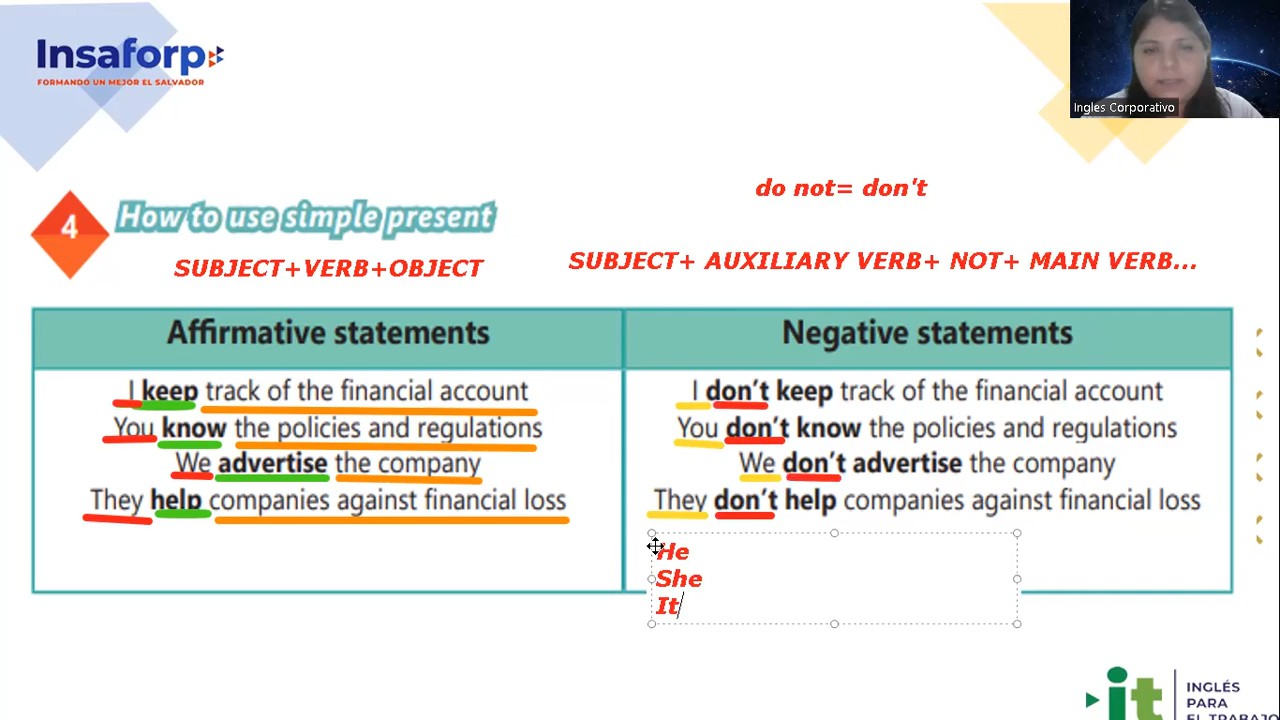 Insaforp
FORMANDO UN MEJOR EL SALVADOR
Ingles Corporativo
do not= don't
4
How to use simple present
SUBJECT+VERB+OBJECT
SUBJECT+ AUXILIARY VERB+ NOT+ MAIN VERB...
Affirmative statements
I keep track of the financial account
You know the policies and regulations
We advertise the company
They help companies against financial loss
Negative statements
I don't keep track of the financial account
You don't know the policies and regulations
We don't advertise the company
They don't help companies against financial loss
He
She
It
it
INGLÉS
PARA
EL TRABAJO